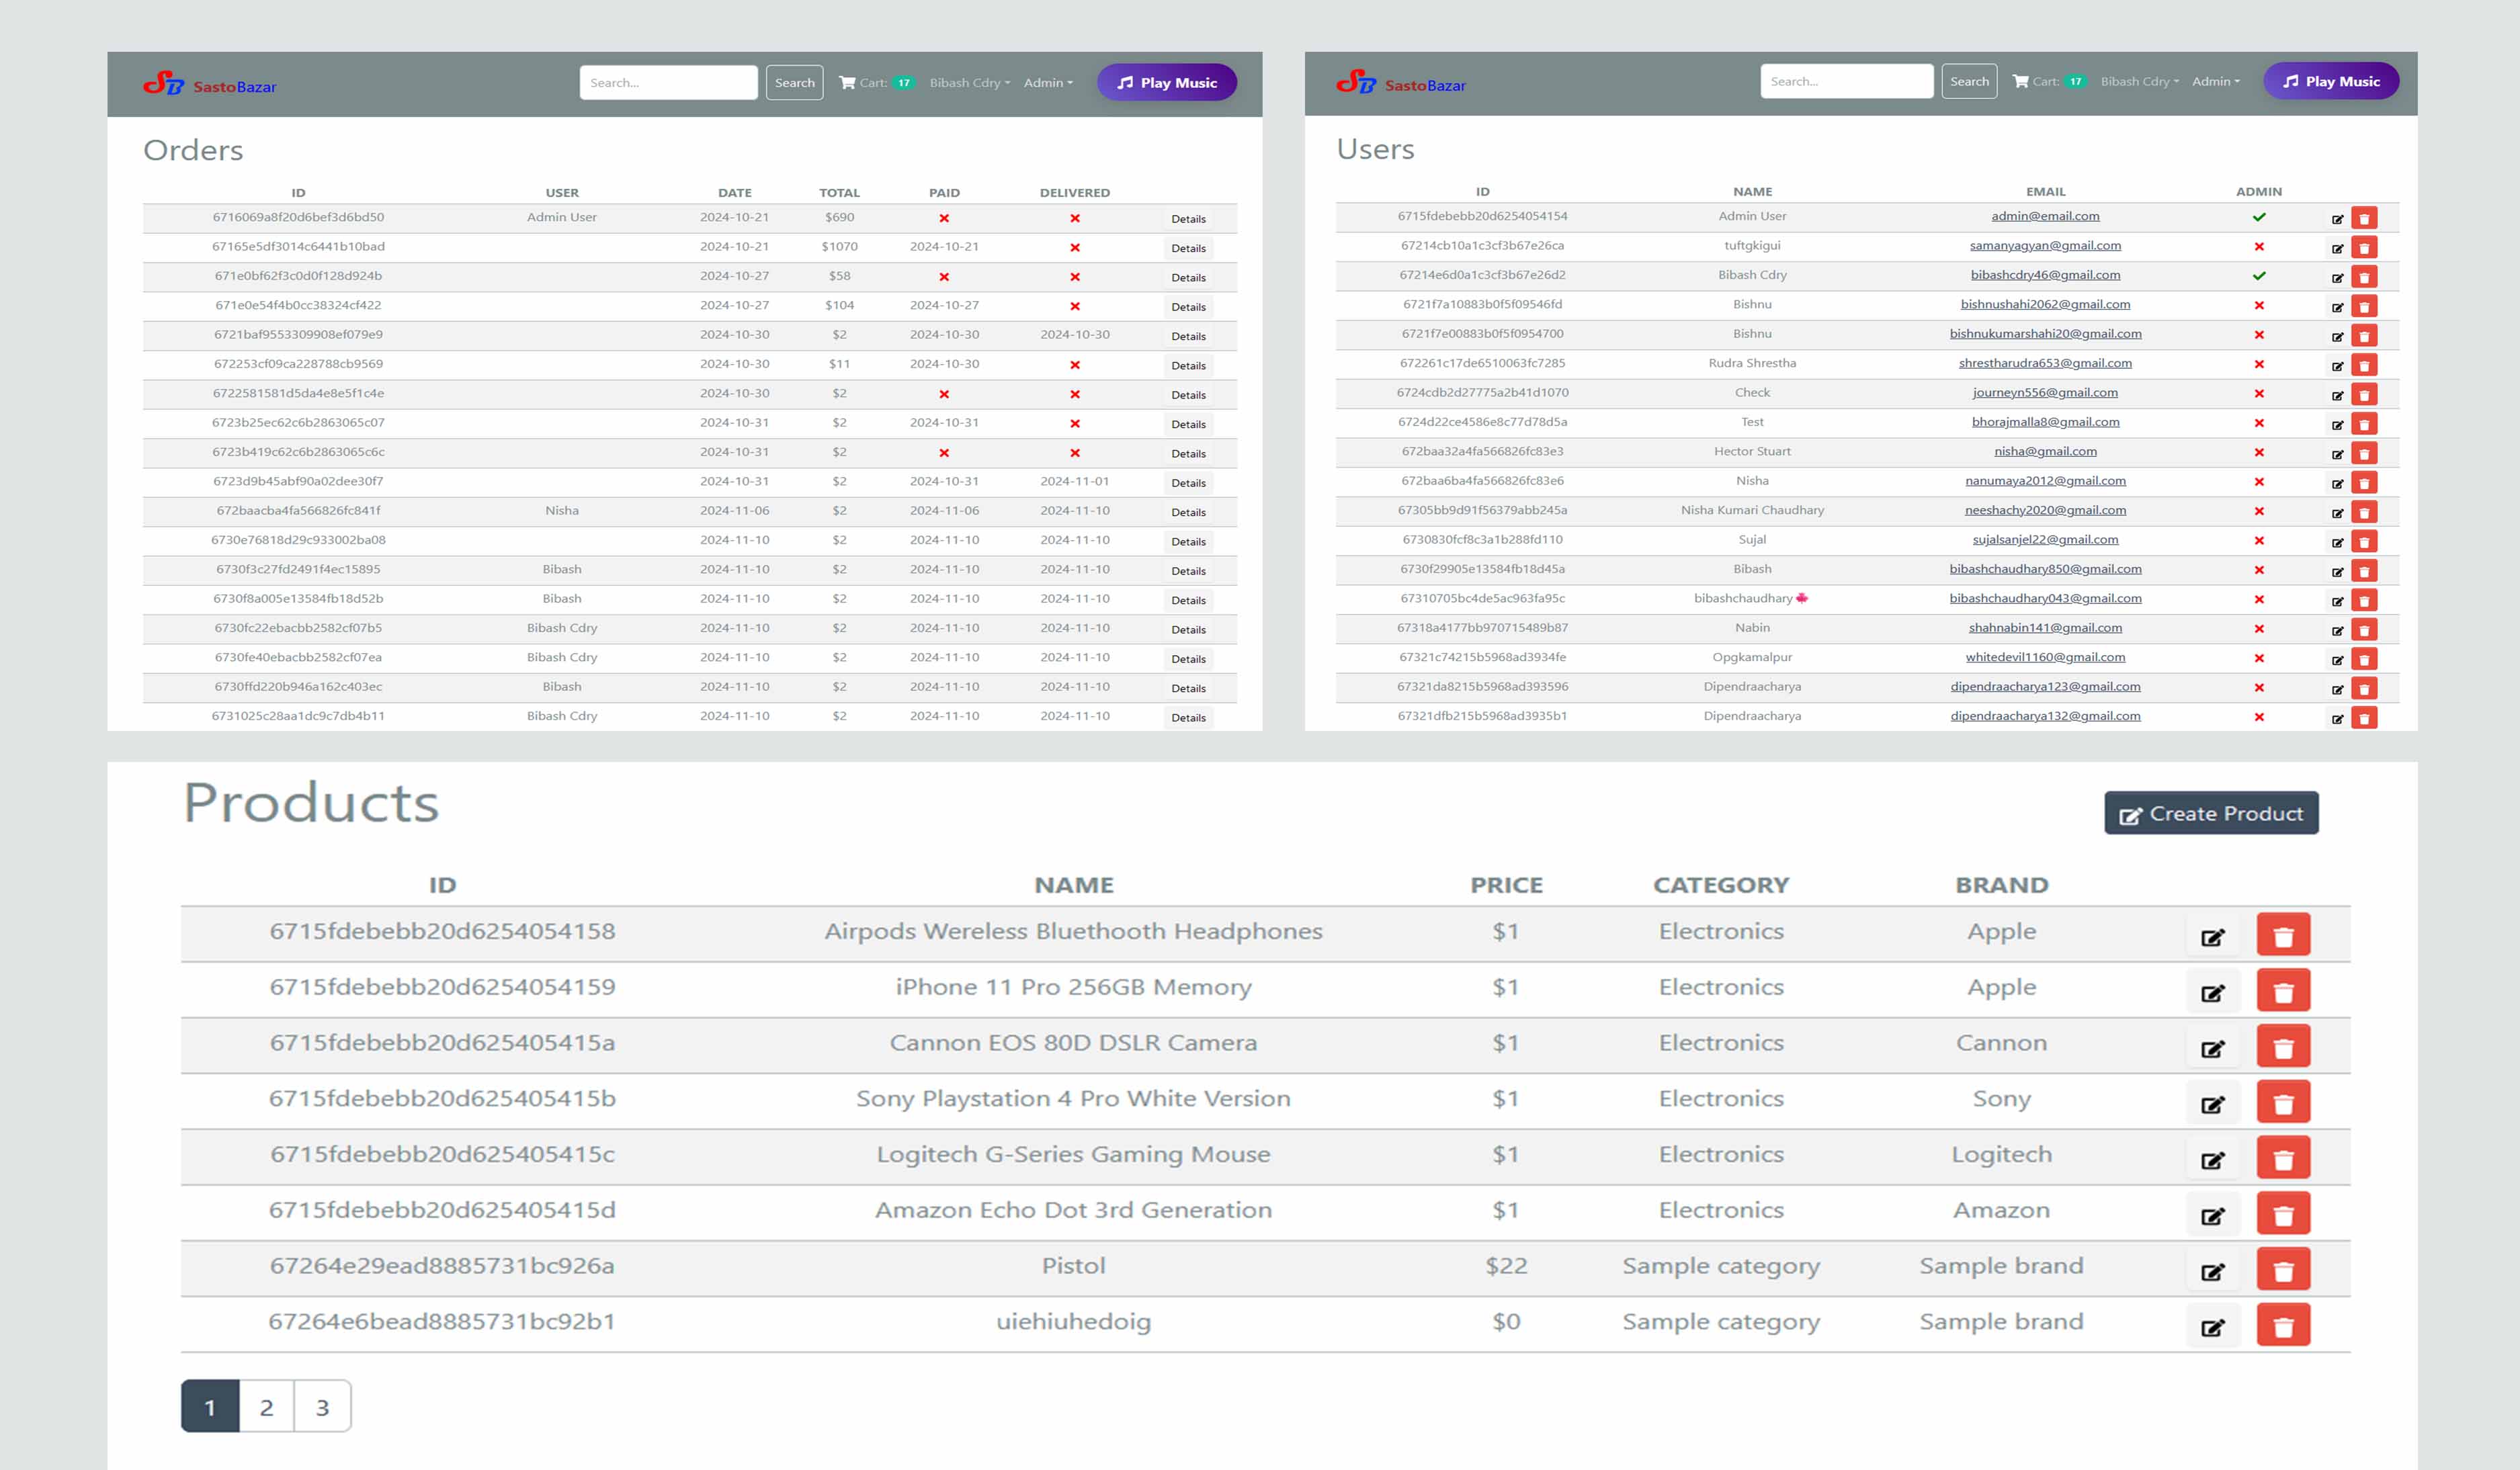 SB SastoBazar Search... Search Cart: 17 Bibash Cdry Admin Play Music
Orders
ID USER DATE TOTAL PAID DELIVERED
6716069a8f20d6bef3d6bd50 Admin User 2024-10-21 $690 Details
67165e5df3014c6441b10bad 2024-10-21 $1070 2024-10-21 Details
671e0bf62f3c0d0f128d924b 2024-10-27 $58 Details
671e0e54f4b0cc38324cf422 2024-10-27 $104 2024-10-27 Details
6721baf9553309908ef079e9 2024-10-30 $2 2024-10-30 2024-10-30 Details
672253cf09ca228788cb9569 2024-10-30 $11 2024-10-30 Details
6722581581d5da4e8e5f1c4e 2024-10-30 $2 Details
6723b25ec62c6b2863065c07 2024-10-31 $2 2024-10-31 Details
6723b419c62c6b2863065c6c 2024-10-31 $2 Details
6723d9b45abf90a02dee30f7 2024-10-31 $2 2024-10-31 2024-11-01 Details
672baacba4fa566826fc841f Nisha 2024-11-06 $2 2024-11-06 2024-11-10 Details
6730e76818d29c933002ba08 2024-11-10 $2 2024-11-10 2024-11-10 Details
6730f3c27fd2491f4ec15895 Bibash 2024-11-10 $2 2024-11-10 2024-11-10 Details
6730f8a005e13584fb18d52b Bibash 2024-11-10 $2 2024-11-10 2024-11-10 Details
6730fc22ebacbb2582cf07b5 Bibash Cdry 2024-11-10 $2 2024-11-10 2024-11-10 Details
6730fe40ebacbb2582cf07ea Bibash Cdry 2024-11-10 $2 2024-11-10 2024-11-10 Details
6730ffd220b946a162c403ec Bibash 2024-11-10 $2 2024-11-10 2024-11-10 Details
6731025c28aa1dc9c7db4b11 Bibash Cdry 2024-11-10 $2 2024-11-10 2024-11-10 Details
SB SastoBazar Search... Search Cart: 17 Bibash Cdry Admin Play Music
Users
ID NAME EMAIL ADMIN
6715fdebebb20d6254054154 Admin User admin@email.com
67214cb10a1c3cf3b67e26ca tuftgkigui samanyagyan@gmail.com
67214e6d0a1c3cf3b67e26d2 Bibash Cdry bibashcdry46@gmail.com
6721f7a10883b0f5f09546fd Bishnu bishnushahi2062@gmail.com
6721f7e00883b0f5f0954700 Bishnu bishnukumarshahi20@gmail.com
672261c17de6510063fc7285 Rudra Shrestha shrestharudra653@gmail.com
6724cdb2d27775a2b41d1070 Check journeyn556@gmail.com
6724d22ce4586e8c77d78d5a Test bhorajmalla8@gmail.com
672baa32a4fa566826fc83e3 Hector Stuart nisha@gmail.com
672baa6ba4fa566826fc83e6 Nisha nanumaya2012@gmail.com
67305bb9d91f56379abb245a Nisha Kumari Chaudhary neeshachy2020@gmail.com
6730830fcf8c3a1b288fd110 Sujal sujalsanjel22@gmail.com
6730f29905e13584fb18d45a Bibash bibashchaudhary850@gmail.com
67310705bc4de5ac963fa95c bibashchaudhary bibashchaudhary043@gmail.com
67318a4177bb970715489b87 Nabin shahnabin141@gmail.com
67321c74215b5968ad3934fe Opgkamalpur whitedevil1160@gmail.com
67321da8215b5968ad393596 Dipendraacharya dipendraacharya123@gmail.com
67321dfb215b5968ad3935b1 Dipendraacharya dipendraacharya132@gmail.com
Products Create Product
ID NAME PRICE CATEGORY BRAND
6715fdebebb20d6254054158 Airpods Wereless Bluethooth Headphones $1 Electronics Apple
6715fdebebb20d6254054159 iPhone 11 Pro 256GB Memory $1 Electronics Apple
6715fdebebb20d625405415a Cannon EOS 80D DSLR Camera $1 Electronics Cannon
6715fdebebb20d625405415b Sony Playstation 4 Pro White Version $1 Electronics Sony
6715fdebebb20d625405415c Logitech G-Series Gaming Mouse $1 Electronics Logitech
6715fdebebb20d625405415d Amazon Echo Dot 3rd Generation $1 Electronics Amazon
67264e29ead8885731bc926a Pistol $22 Sample category Sample brand
67264e6bead8885731bc92b1 uiehiuhedoig $0 Sample category Sample brand
1 2 3